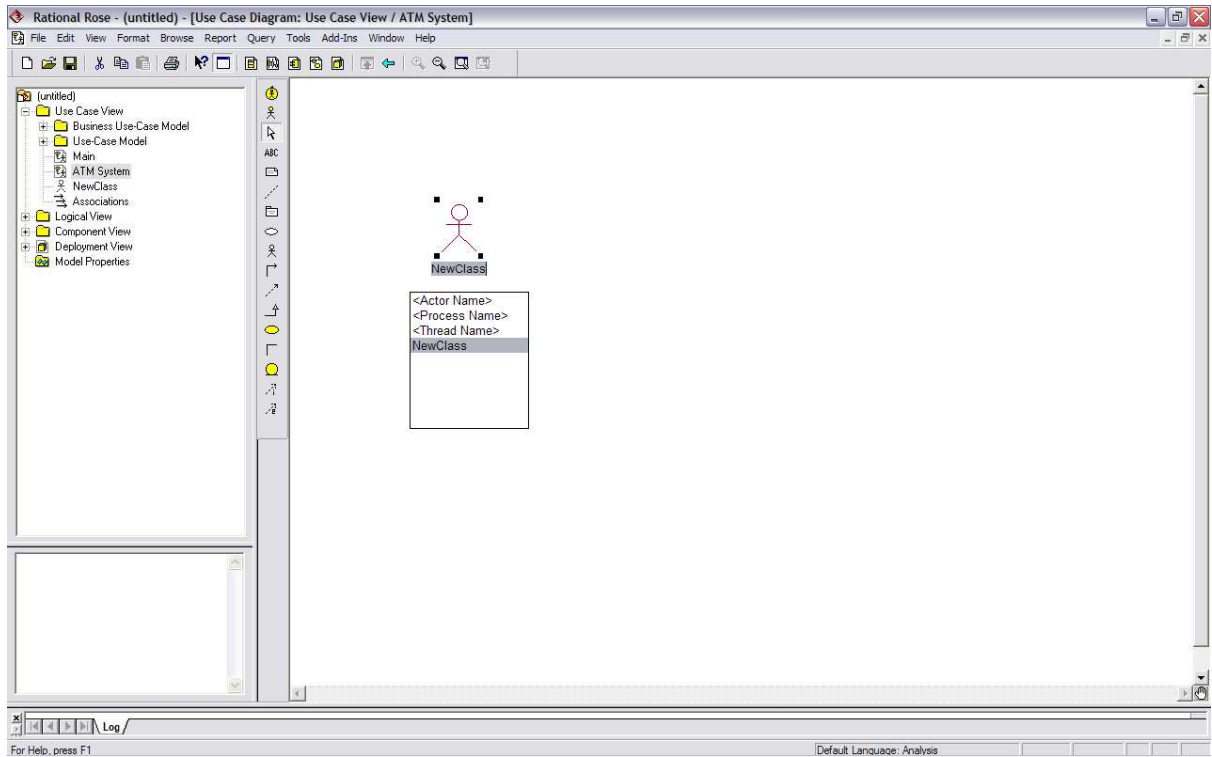 Rational Rose - (untitled) - [Use Case Diagram: Use Case View / ATM System]
File Edit View Format Browse Report Query Tools Add-Ins Window Help
(untitled)
Use Case View
Business Use-Case Model
Use-Case Model
Main
ATM System
NewClass
Associations
Logical View
Component View
Deployment View
Model Properties
ABC
NewClass
<Actor Name>
<Process Name>
<Thread Name>
NewClass
Log
For Help, press F1
Default Language: Analysis